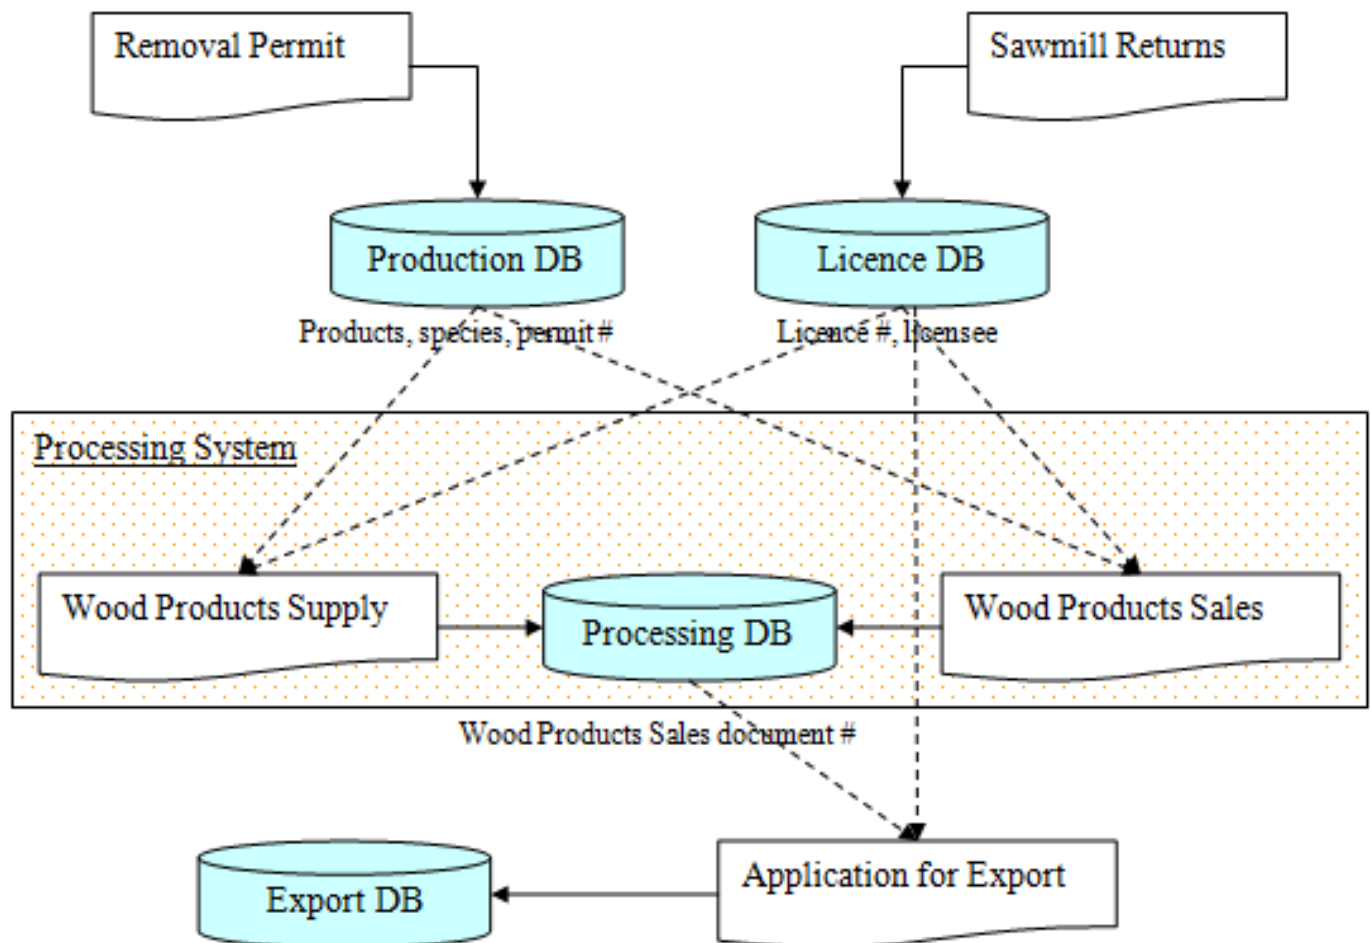 Removal Permit
Sawmill Returns
Production DB
Licence DB
Products, species, permit #
Licence #, licensee
Processing System
Wood Products Supply
Processing DB
Wood Products Sales
Wood Products Sales document #
Export DB
Application for Export